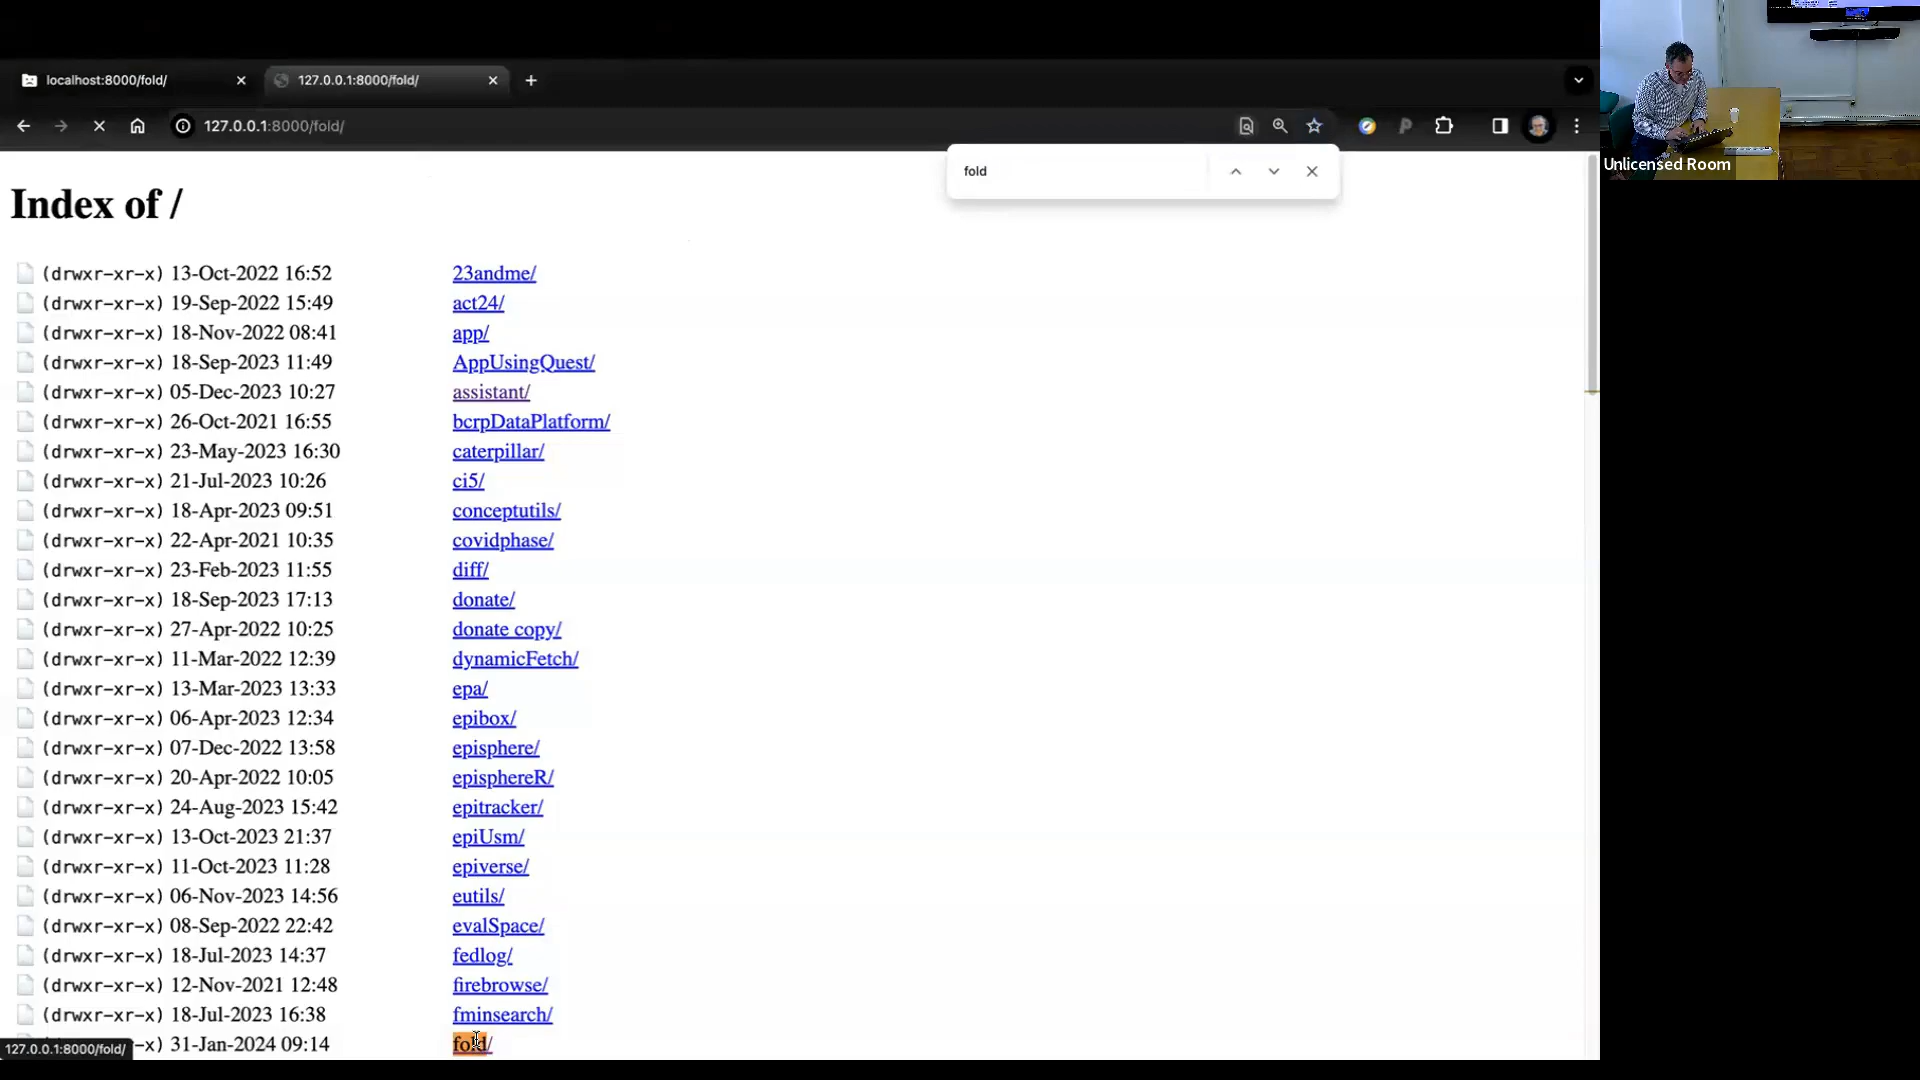 localhost:8000/fold/
127.0.0.1:8000/fold/
127.0.0.1:8000/fold/
fold
Unlicensed Room
Index of /
(drwxr-xr-x) 13-Oct-2022 16:52 23andme/
(drwxr-xr-x) 19-Sep-2022 15:49 act24/
(drwxr-xr-x) 18-Nov-2022 08:41 app/
(drwxr-xr-x) 18-Sep-2023 11:49 AppUsingQuest/
(drwxr-xr-x) 05-Dec-2023 10:27 assistant/
(drwxr-xr-x) 26-Oct-2021 16:55 bcrpDataPlatform/
(drwxr-xr-x) 23-May-2023 16:30 caterpillar/
(drwxr-xr-x) 21-Jul-2023 10:26 ci5/
(drwxr-xr-x) 18-Apr-2023 09:51 conceptutils/
(drwxr-xr-x) 22-Apr-2021 10:35 covidphase/
(drwxr-xr-x) 23-Feb-2023 11:55 diff/
(drwxr-xr-x) 18-Sep-2023 17:13 donate/
(drwxr-xr-x) 27-Apr-2022 10:25 donate copy/
(drwxr-xr-x) 11-Mar-2022 12:39 dynamicFetch/
(drwxr-xr-x) 13-Mar-2023 13:33 epa/
(drwxr-xr-x) 06-Apr-2023 12:34 epibox/
(drwxr-xr-x) 07-Dec-2022 13:58 episphere/
(drwxr-xr-x) 20-Apr-2022 10:05 episphereR/
(drwxr-xr-x) 24-Aug-2023 15:42 epitracker/
(drwxr-xr-x) 13-Oct-2023 21:37 epiUsm/
(drwxr-xr-x) 11-Oct-2023 11:28 epiverse/
(drwxr-xr-x) 06-Nov-2023 14:56 eutils/
(drwxr-xr-x) 08-Sep-2022 22:42 evalSpace/
(drwxr-xr-x) 18-Jul-2023 14:37 fedlog/
(drwxr-xr-x) 12-Nov-2021 12:48 firebrowse/
(drwxr-xr-x) 18-Jul-2023 16:38 fminsearch/
-x) 31-Jan-2024 09:14 fold/
127.0.0.1:8000/fold/